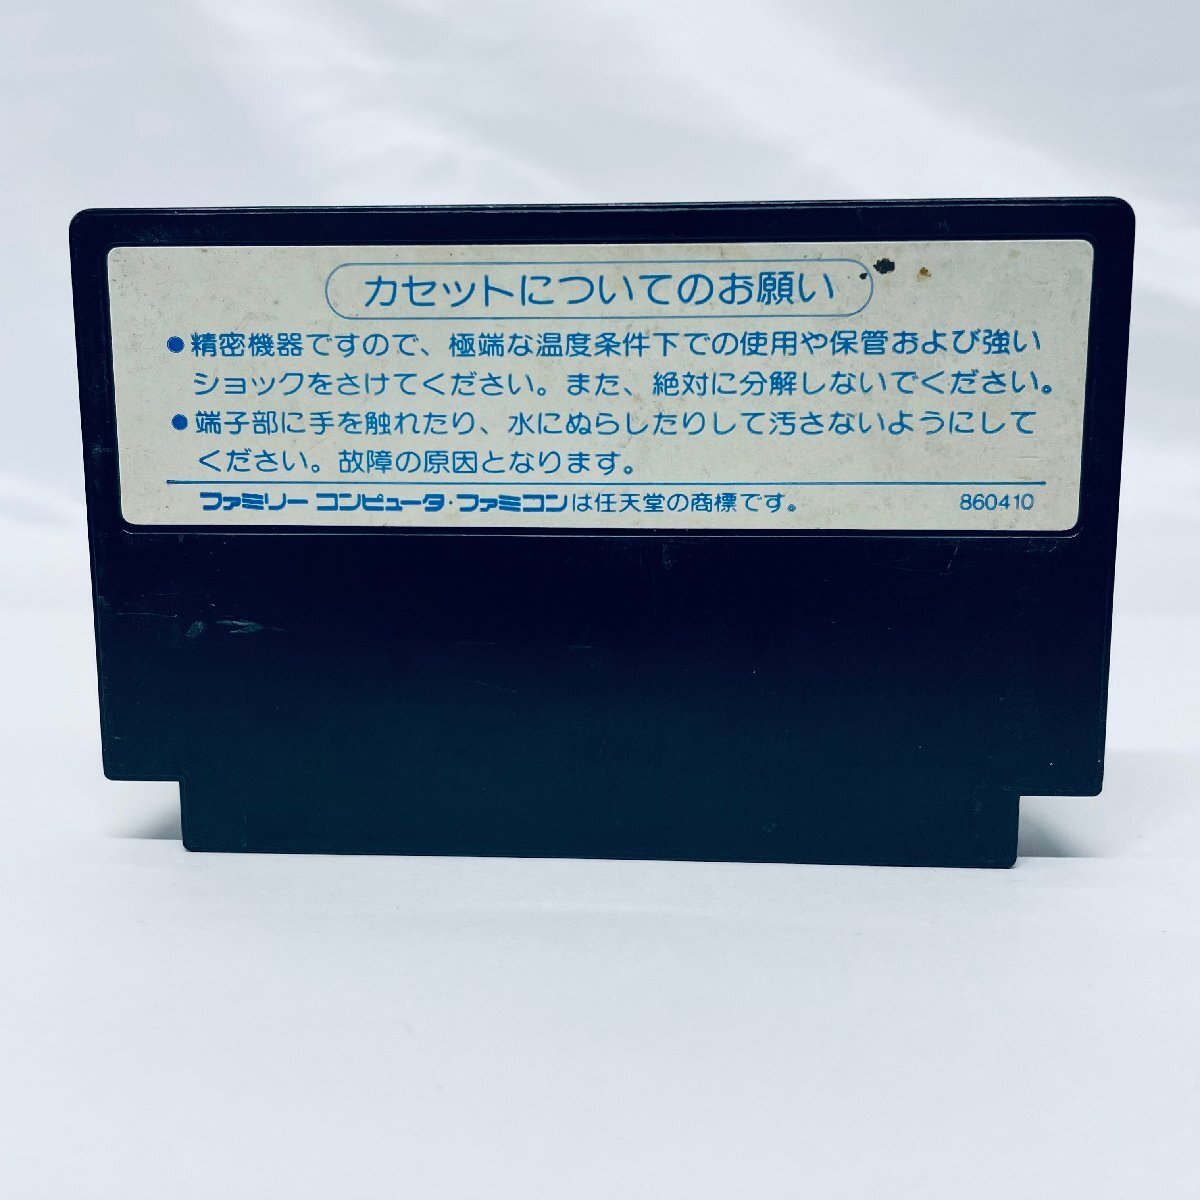 カセットについてのお願い
●精密機器ですので、極端な温度条件下での使用や保管および強い
ショックをさけてください。また、絶対に分解しないでください。
●端子部に手を触れたり、水にぬらしたりして汚さないようにして
ください。故障の原因となります。
ファミリー コンピュータ・ファミコンは任天堂の商標です。 860410